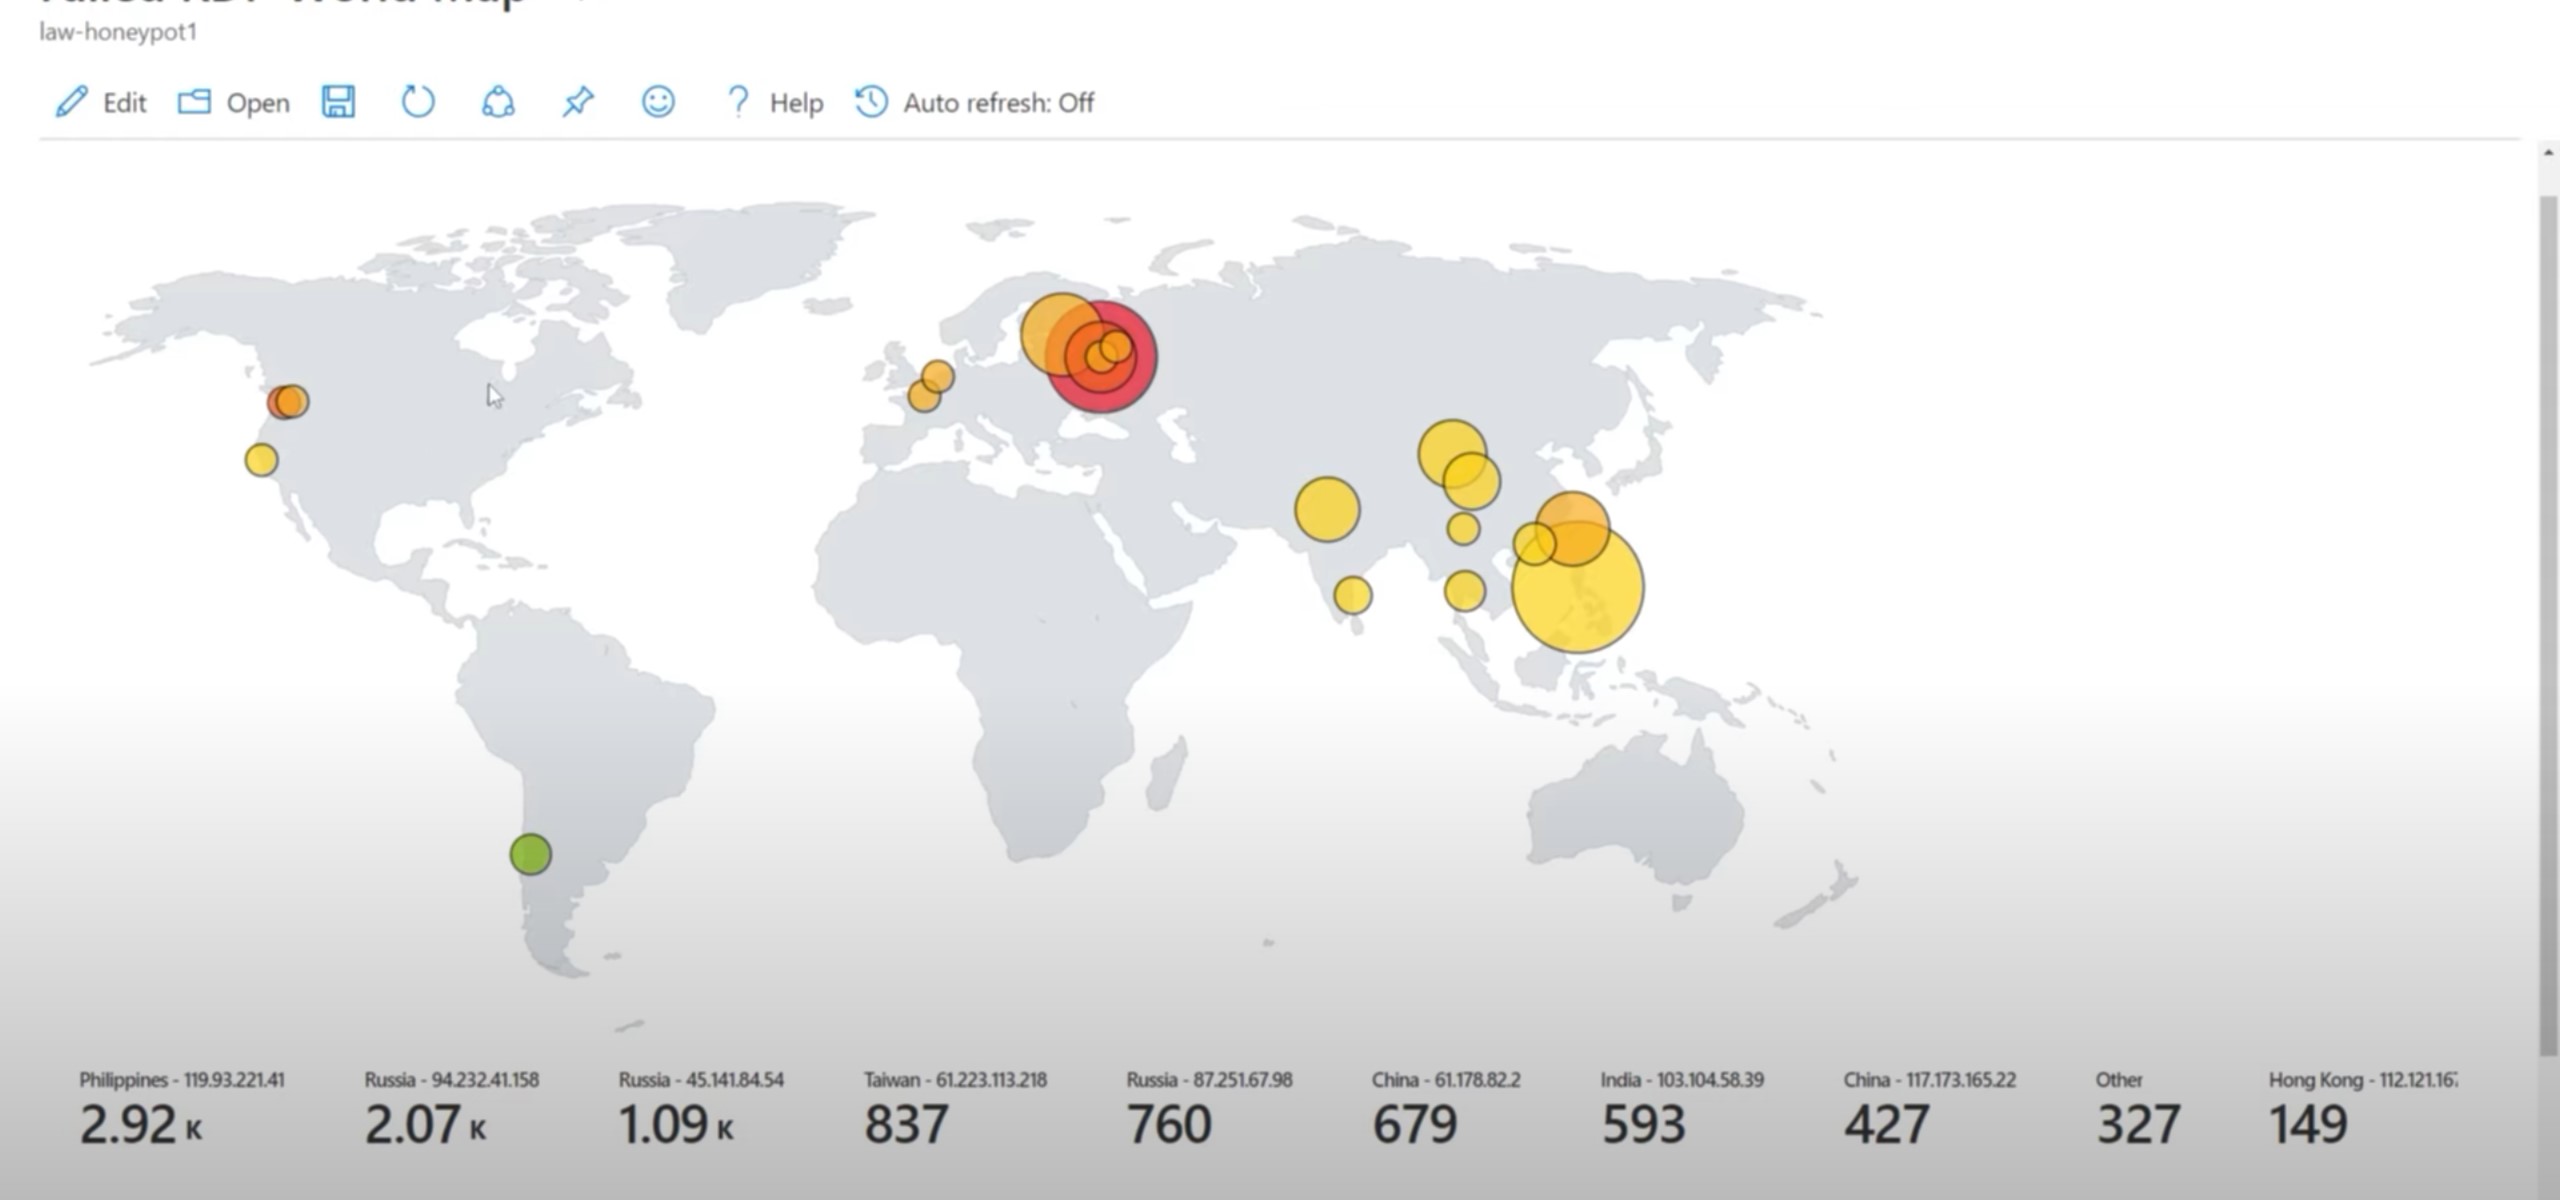 law-honeypot1
Edit Open Help Auto refresh: Off
Philippines - 119.93.221.41
2.92 K
Russia - 94.232.41.158
2.07 K
Russia - 45.141.84.54
1.09 K
Taiwan - 61.223.113.218
837
Russia - 87.251.67.98
760
China - 61.178.82.2
679
India - 103.104.58.39
593
China - 117.173.165.22
427
Other
327
Hong Kong - 112.121.16
149